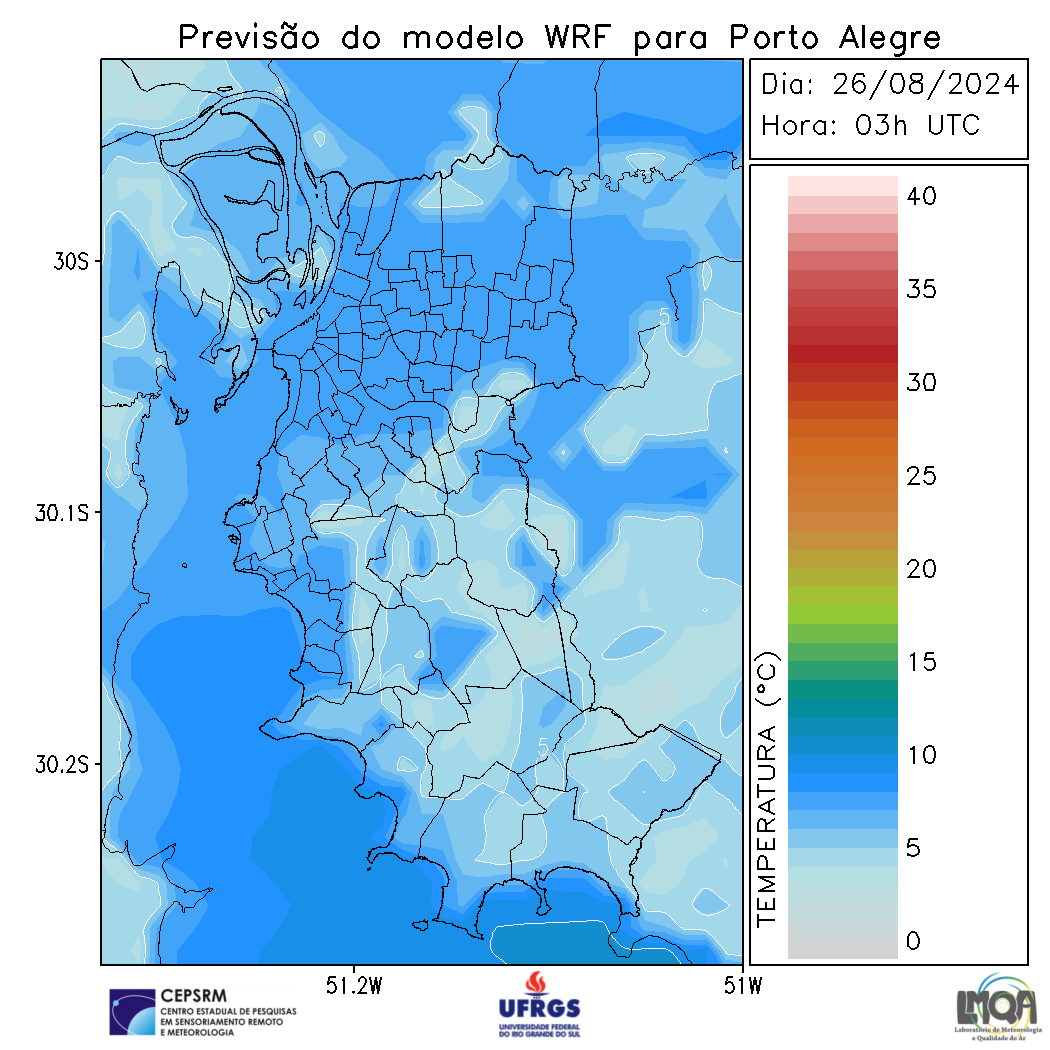 Previsão do modelo WRF para Porto Alegre
Dia: 26/08/2024
Hora: 03h UTC
40
35
30
25
20
15
10
5
0
TEMPERATURA (°C)
30S
30.1S
30.2S
5
5
51.2W
51W
CEPSRM
CENTRO ESTADUAL DE PESQUISAS
EM SENSORIAMENTO REMOTO
E METEOROLOGIA
UFRGS
UNIVERSIDADE FEDERAL
DO RIO GRANDE DO SUL
LMQA
Laboratório de Meteorologia
e Qualidade do Ar